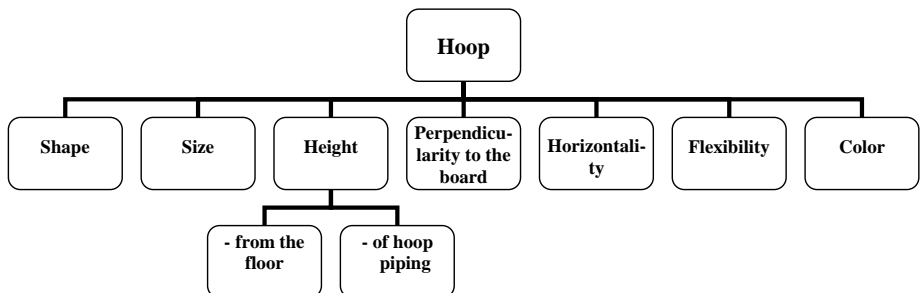 Hoop
Shape
Size
Height
Perpendicu-
larity to the
board
Horizontali-
ty
Flexibility
Color
- from the
floor
- of hoop
piping